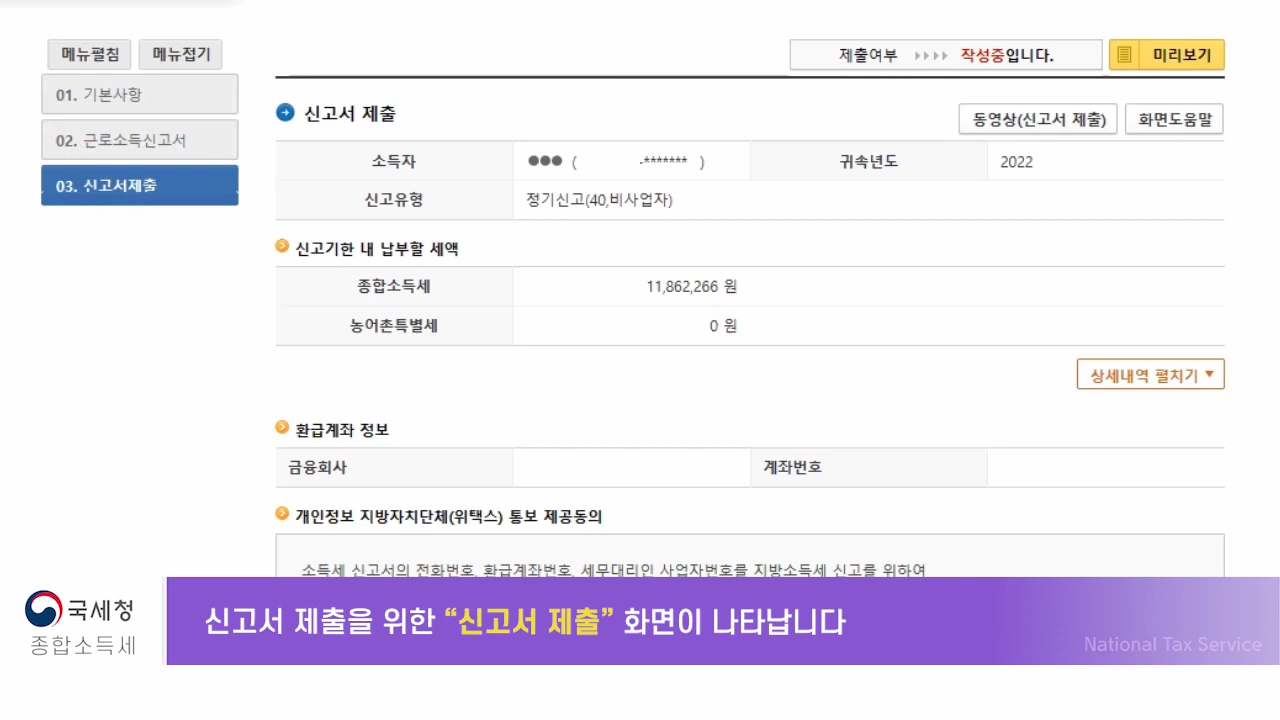 메뉴펼침 메뉴접기
01. 기본사항
02. 근로소득신고서
03. 신고서제출
제출여부 작성중입니다. 미리보기
신고서 제출
동영상(신고서 제출) 화면도움말
소득자 ●●● ( -******* ) 귀속년도 2022
신고유형 정기신고(40,비사업자)
신고기한 내 납부할 세액
종합소득세 11,862,266 원
농어촌특별세 0 원
상세내역 펼치기 ▼
환급계좌 정보
금융회사 계좌번호
개인정보 지방자치단체(위택스) 통보 제공동의
소득세 신고서의 전화번호, 환급계좌번호, 세무대리인 사업자번호를 지방소득세 신고를 위하여
국세청
종합소득세
신고서 제출을 위한 “신고서 제출” 화면이 나타납니다
National Tax Service